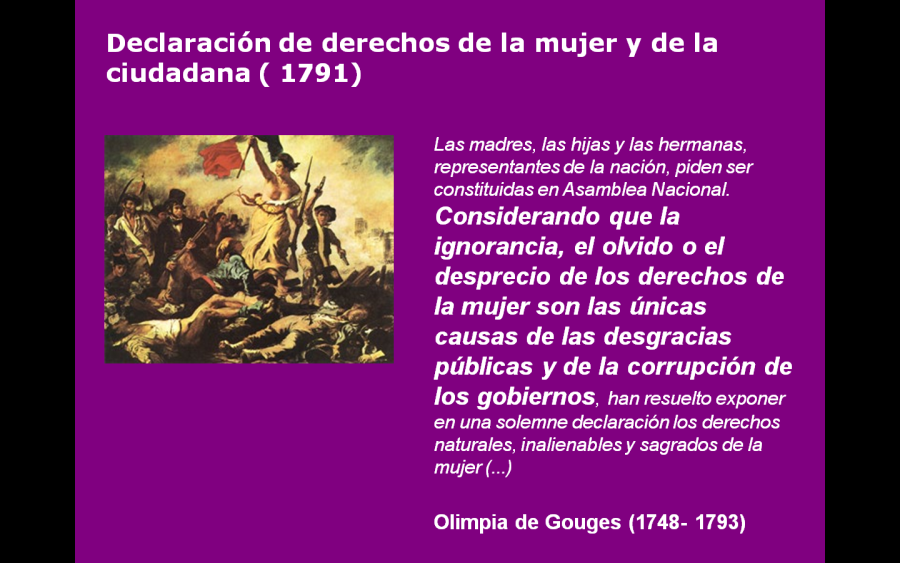 Declaración de derechos de la mujer y de la
ciudadana ( 1791)
Las madres, las hijas y las hermanas,
representantes de la nación, piden ser
constituidas en Asamblea Nacional.
Considerando que la
ignorancia, el olvido o el
desprecio de los derechos de
la mujer son las únicas
causas de las desgracias
públicas y de la corrupción de
los gobiernos, han resuelto exponer
en una solemne declaración los derechos
naturales, inalienables y sagrados de la
mujer (...)
Olimpia de Gouges (1748- 1793)